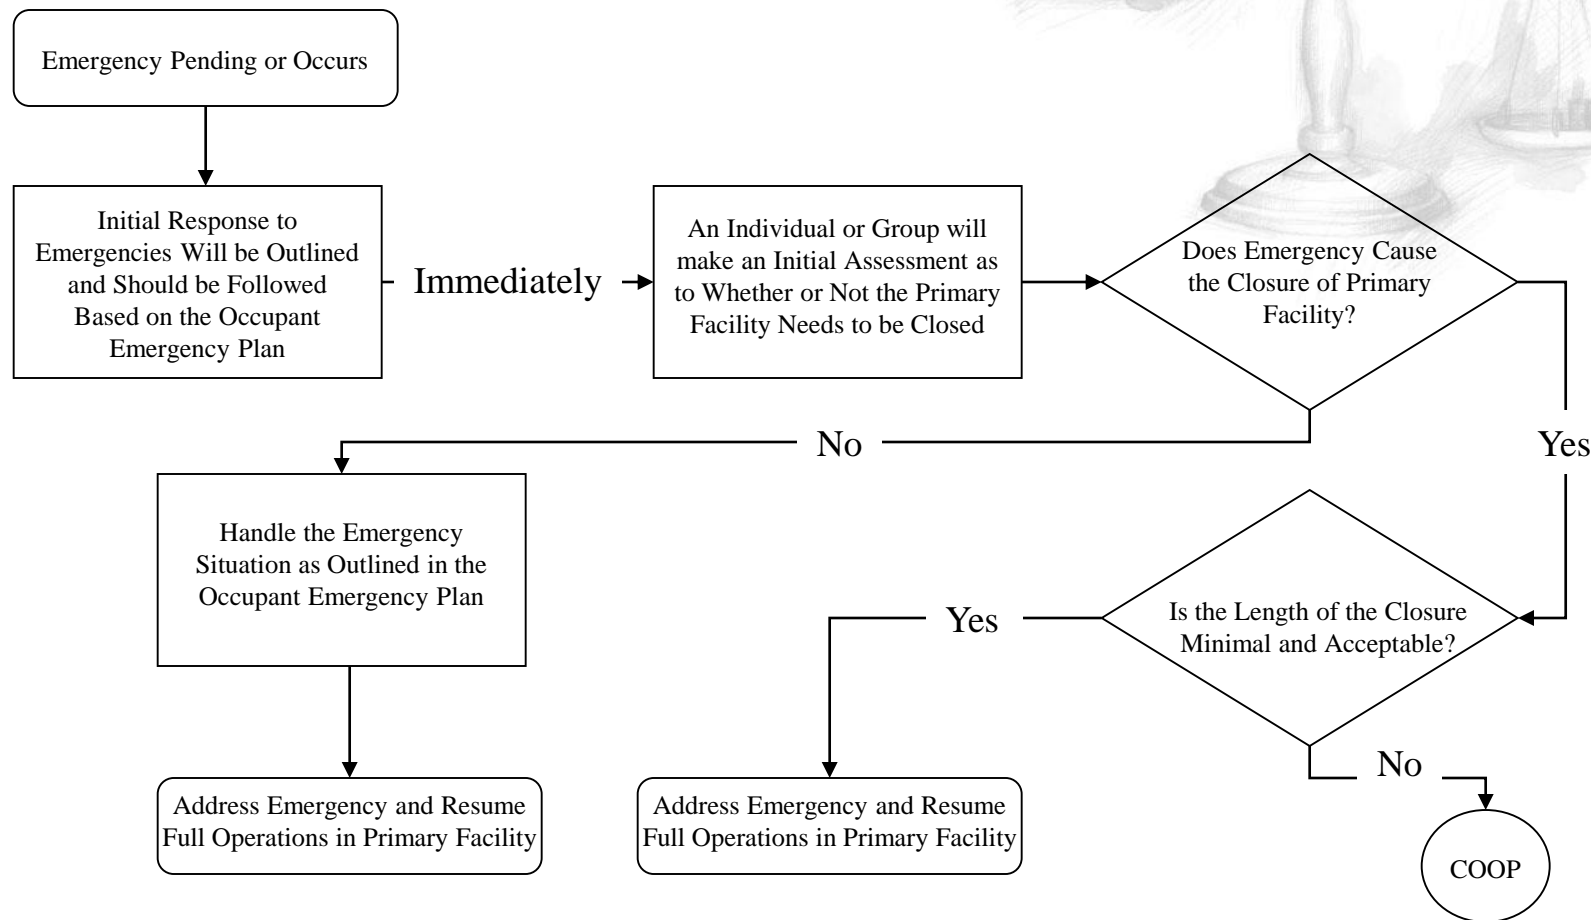 Emergency Pending or Occurs
Initial Response to
Emergencies Will be Outlined
and Should be Followed
Based on the Occupant
Emergency Plan
Immediately
An Individual or Group will
make an Initial Assessment as
to Whether or Not the Primary
Facility Needs to be Closed
Does Emergency Cause
the Closure of Primary
Facility?
No
Yes
Handle the Emergency
Situation as Outlined in the
Occupant Emergency Plan
Yes
Is the Length of the Closure
Minimal and Acceptable?
No
Address Emergency and Resume
Full Operations in Primary Facility
Address Emergency and Resume
Full Operations in Primary Facility
COOP